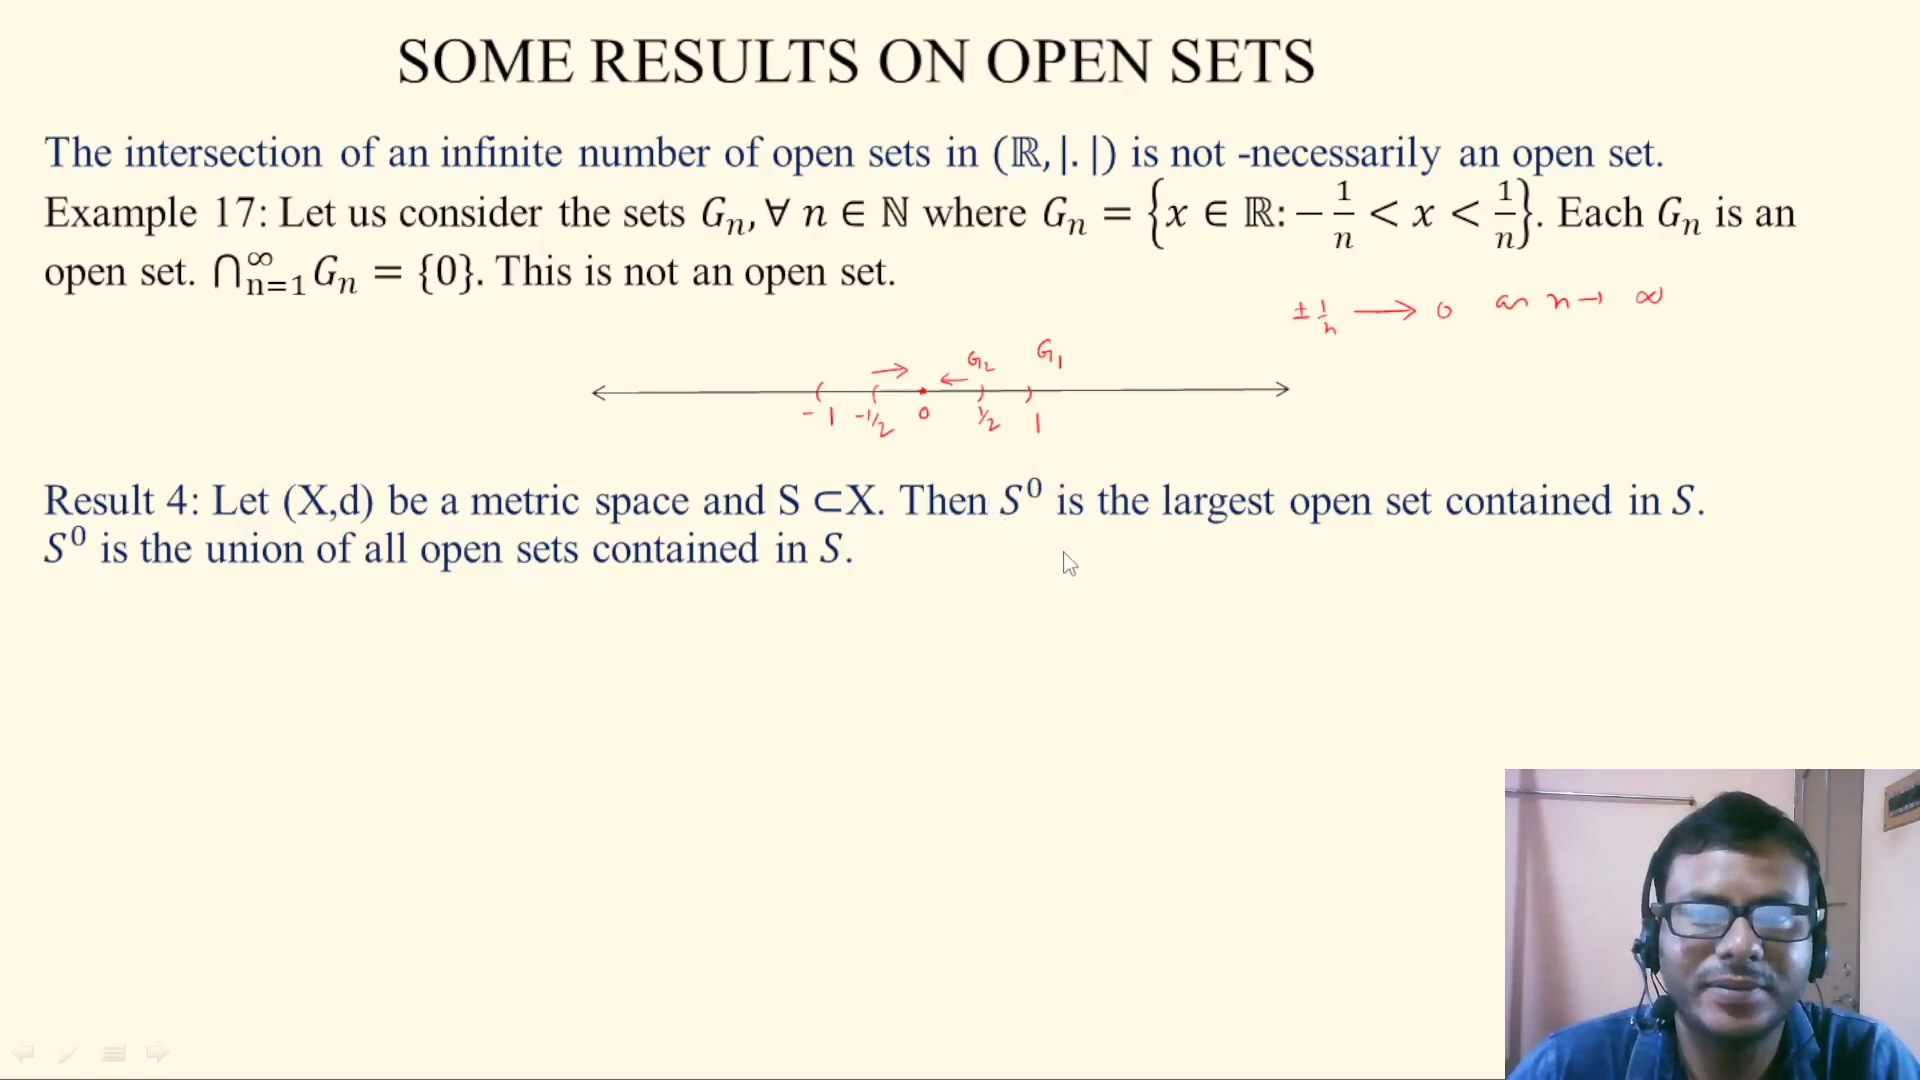 SOME RESULTS ON OPEN SETS
The intersection of an infinite number of open sets in (ℝ, |. |) is not -necessarily an open set.
Example 17: Let us consider the sets Gₙ, ∀ n ∈ ℕ where Gₙ = {x ∈ ℝ: − 1/n < x < 1/n}. Each Gₙ is an
open set. ⋂ₙ₌₁^∞ Gₙ = {0}. This is not an open set.
± 1/n ⟶ 0 as n → ∞
G₂ G₁
-1 -1/2 0 1/2 1
Result 4: Let (X,d) be a metric space and S ⊂X. Then S⁰ is the largest open set contained in S.
S⁰ is the union of all open sets contained in S.